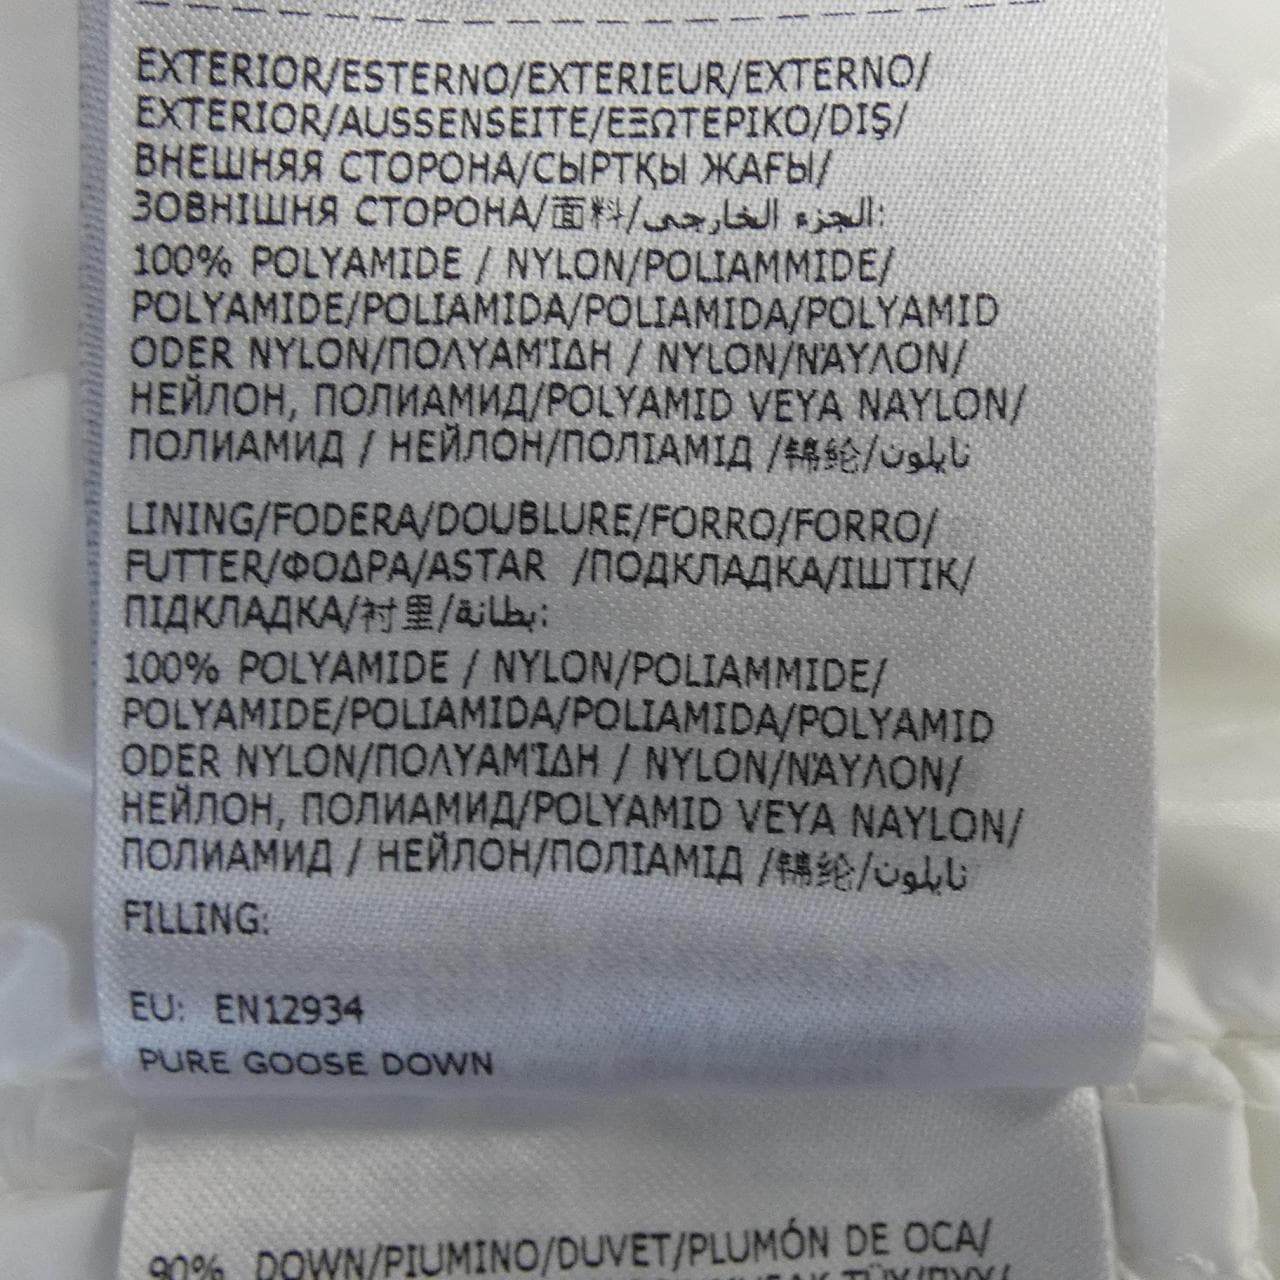 EXTERIOR/ESTERNO/EXTERIEUR/EXTERNO/
EXTERIOR/AUSSENSEITE/ΕΞΩΤΕΡΙΚΟ/DIŞ/
ВНЕШНЯЯ СТОРОНА/СЫРТҚЫ ЖАҒЫ/
ЗОВНІШНЯ СТОРОНА/面料/الجزء الخارجي:
100% POLYAMIDE / NYLON/POLIAMMIDE/
POLYAMIDE/POLIAMIDA/POLIAMIDA/POLYAMID
ODER NYLON/ΠΟΛΥΑΜΊΔΗ / NYLON/ΝΆΥΛΟΝ/
НЕЙЛОН, ПОЛИАМИД/POLYAMID VEYA NAYLON/
ПОЛИАМИД / НЕЙЛОН/ПОЛІАМІД /锦纶/نايلون
LINING/FODERA/DOUBLURE/FORRO/FORRO/
FUTTER/ΦΟΔΡΑ/ASTAR /ПОДКЛАДКА/ІШТІК/
ПІДКЛАДКА/衬里/بطانة:
100% POLYAMIDE / NYLON/POLIAMMIDE/
POLYAMIDE/POLIAMIDA/POLIAMIDA/POLYAMID
ODER NYLON/ΠΟΛΥΑΜΊΔΗ / NYLON/ΝΆΥΛΟΝ/
НЕЙЛОН, ПОЛИАМИД/POLYAMID VEYA NAYLON/
ПОЛИАМИД / НЕЙЛОН/ПОЛІАМІД /锦纶/نايلون
FILLING:
EU: EN12934
PURE GOOSE DOWN
90% DOWN/PIUMINO/DUVET/PLUMÓN DE OCA/